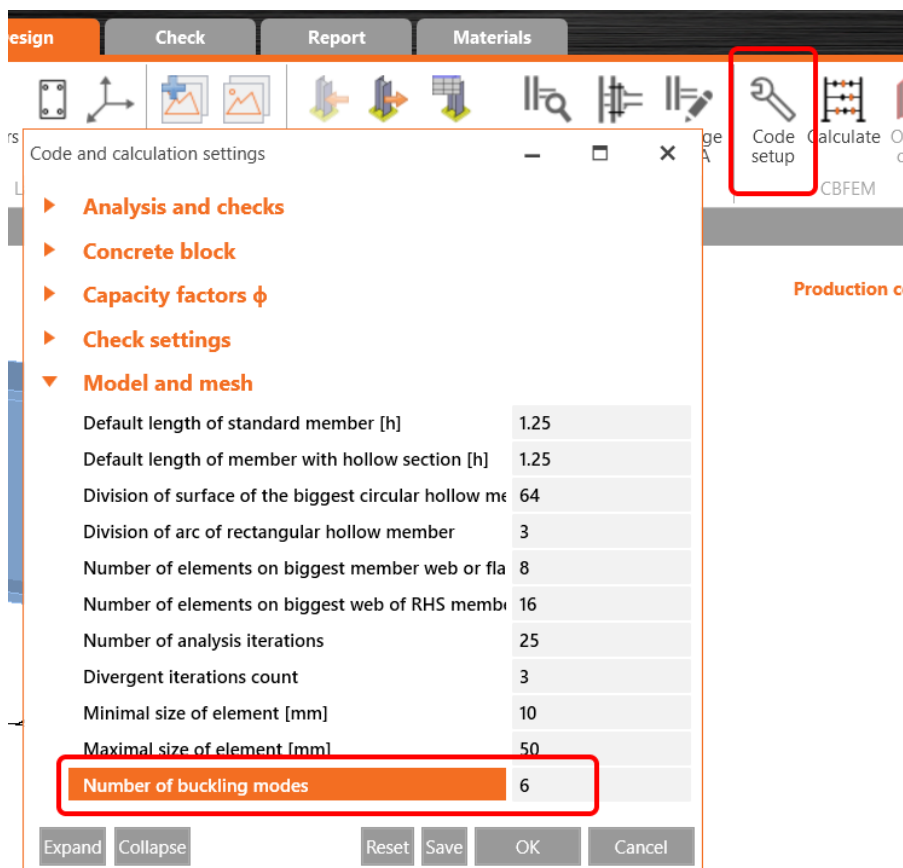 esign Check Report Materials
Code setup
Calculate
CBFEM
Code and calculation settings
Analysis and checks
Concrete block
Capacity factors ϕ
Check settings
Production c
Model and mesh
Default length of standard member [h] 1.25
Default length of member with hollow section [h] 1.25
Division of surface of the biggest circular hollow me 64
Division of arc of rectangular hollow member 3
Number of elements on biggest member web or fla 8
Number of elements on biggest web of RHS membe 16
Number of analysis iterations 25
Divergent iterations count 3
Minimal size of element [mm] 10
Maximal size of element [mm] 50
Number of buckling modes 6
Expand Collapse Reset Save OK Cancel